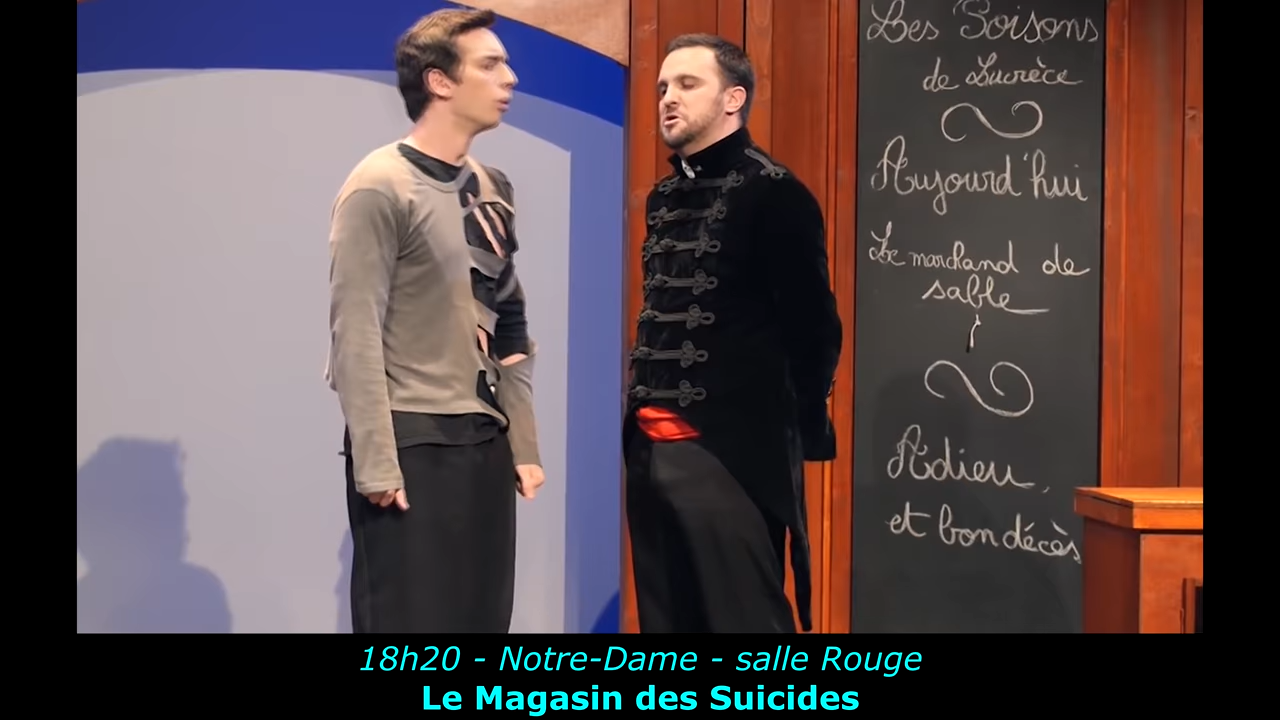 Les Poisons
de Lucrèce
Aujourd'hui
Le marchand de
sable
Adieu,
et bon décès
18h20 - Notre-Dame - salle Rouge
Le Magasin des Suicides